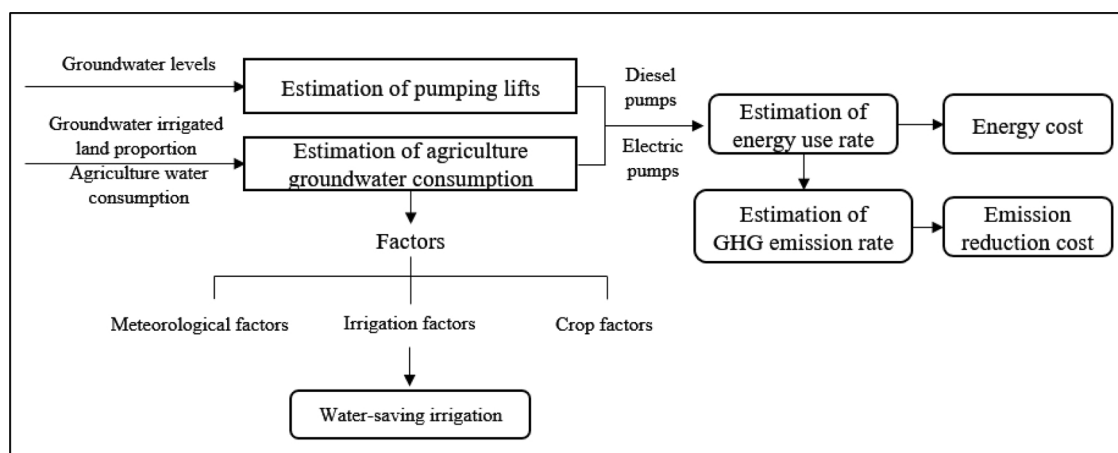 Groundwater levels
Estimation of pumping lifts
Groundwater irrigated
land proportion
Agriculture water
consumption
Estimation of agriculture
groundwater consumption
Diesel
pumps
Electric
pumps
Estimation of
energy use rate
Energy cost
Estimation of
GHG emission rate
Emission
reduction cost
Factors
Meteorological factors
Irrigation factors
Crop factors
Water-saving irrigation